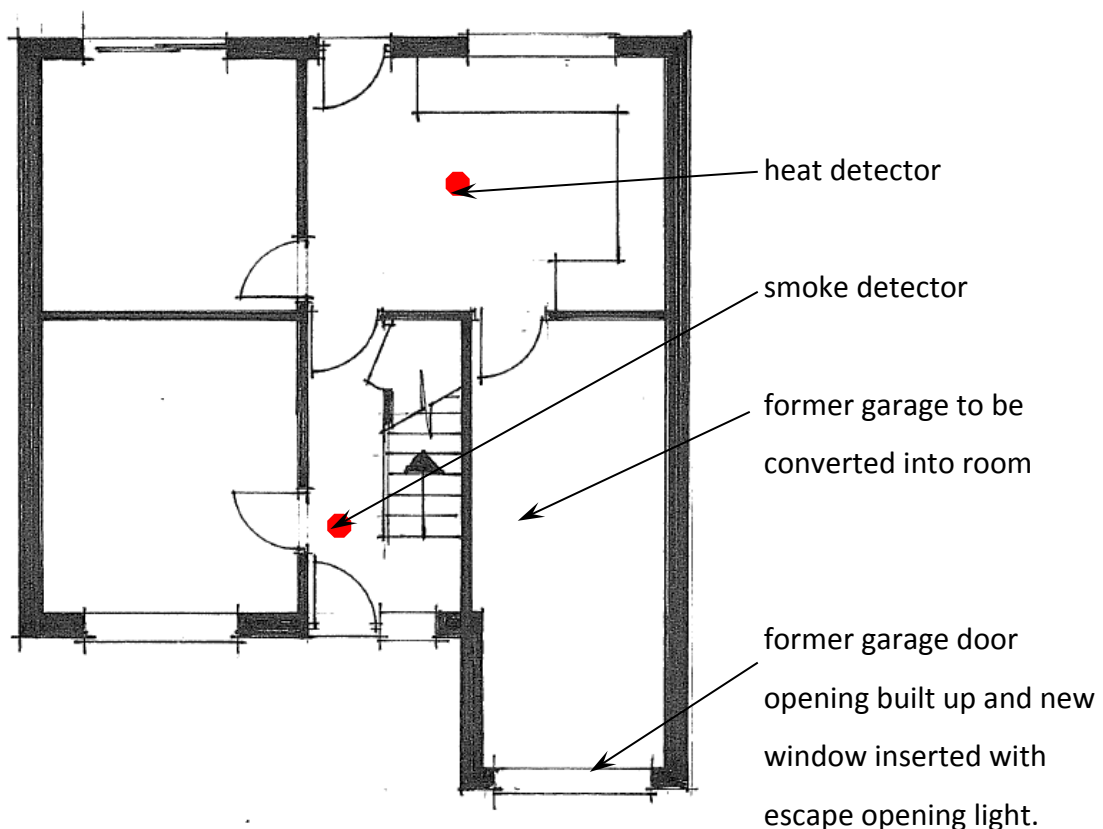 heat detector
smoke detector
former garage to be
converted into room
former garage door
opening built up and new
window inserted with
escape opening light.